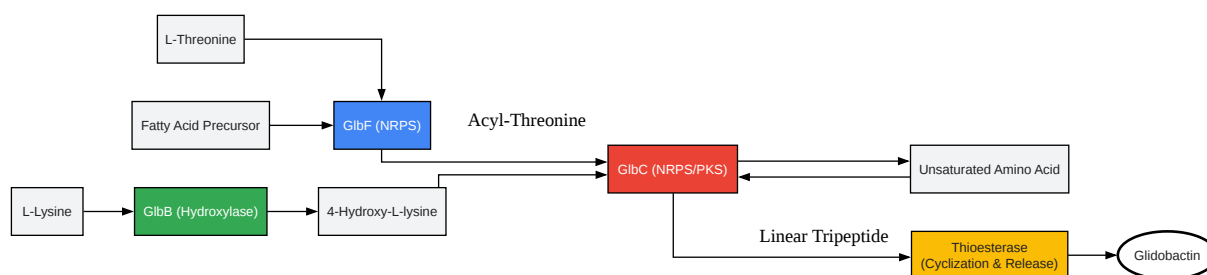 L-Threonine
Fatty Acid Precursor
GlbF (NRPS)
Acyl-Threonine
L-Lysine
GlbB (Hydroxylase)
4-Hydroxy-L-lysine
GlbC (NRPS/PKS)
Unsaturated Amino Acid
Linear Tripeptide
Thioesterase
(Cyclization & Release)
Glidobactin